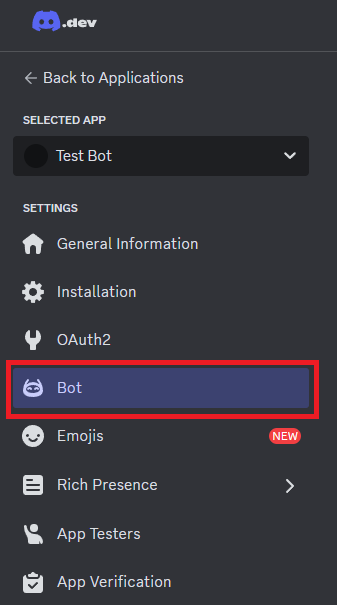 .dev
Back to Applications
SELECTED APP
Test Bot
SETTINGS
General Information
Installation
OAuth2
Bot
Emojis NEW
Rich Presence
App Testers
App Verification